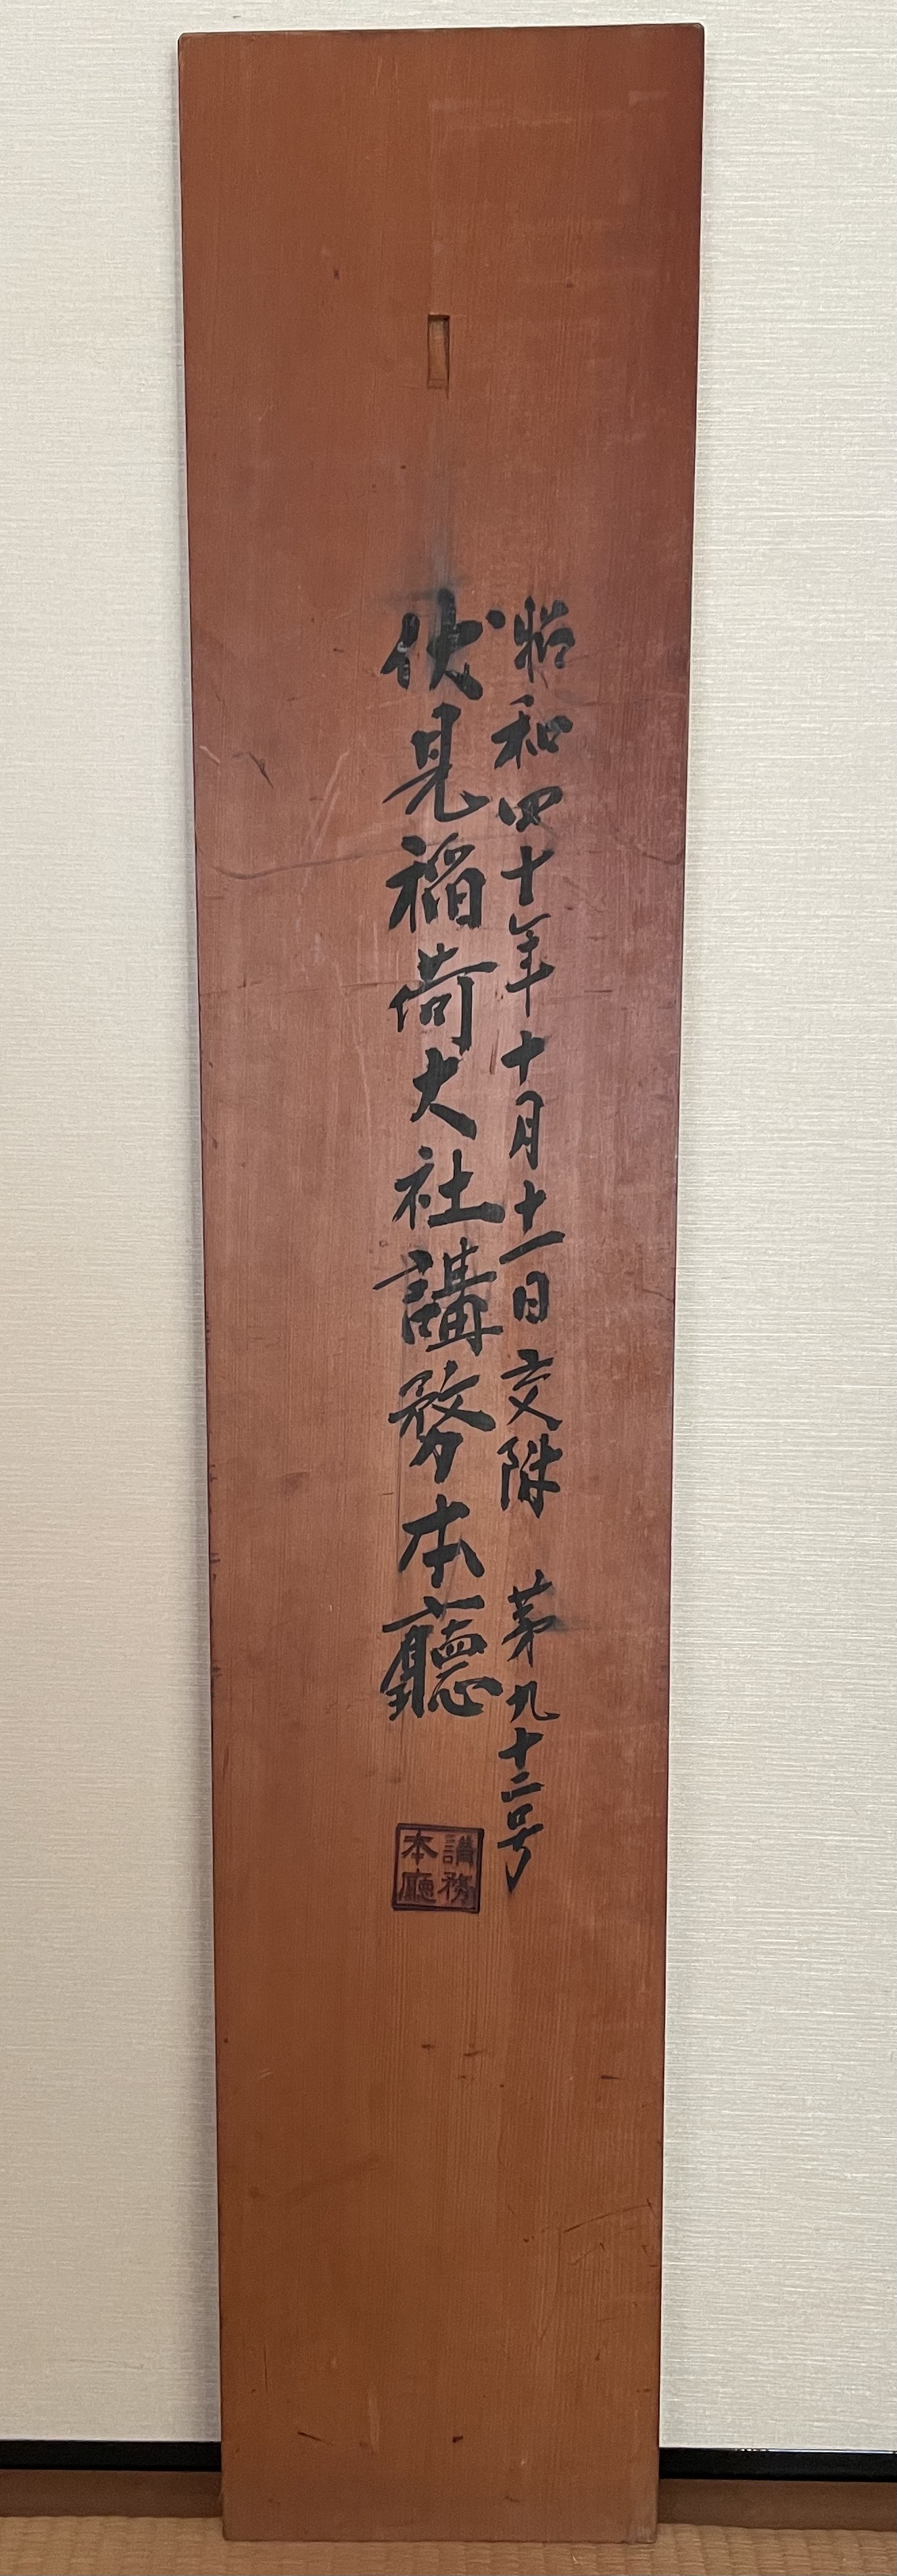 昭和四十年十月十一日交附 茅九十二号
伏見稲荷大社講務本廳
講務
本廳